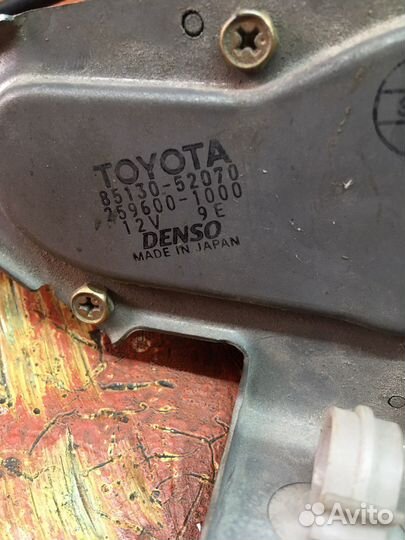 TOYOTA
85130-52070
259600-1000
12V 9E
DENSO
MADE IN JAPAN
Avito